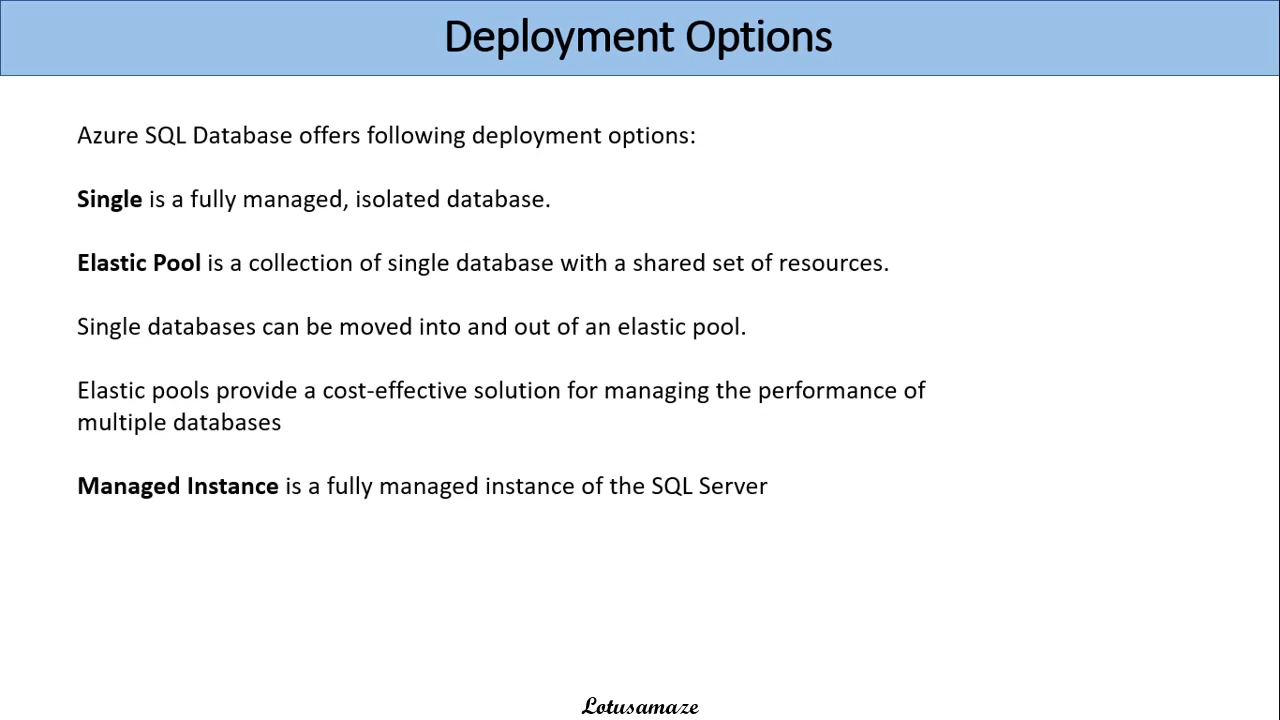 Deployment Options
Azure SQL Database offers following deployment options:
Single is a fully managed, isolated database.
Elastic Pool is a collection of single database with a shared set of resources.
Single databases can be moved into and out of an elastic pool.
Elastic pools provide a cost-effective solution for managing the performance of
multiple databases
Managed Instance is a fully managed instance of the SQL Server
Lotusamaze